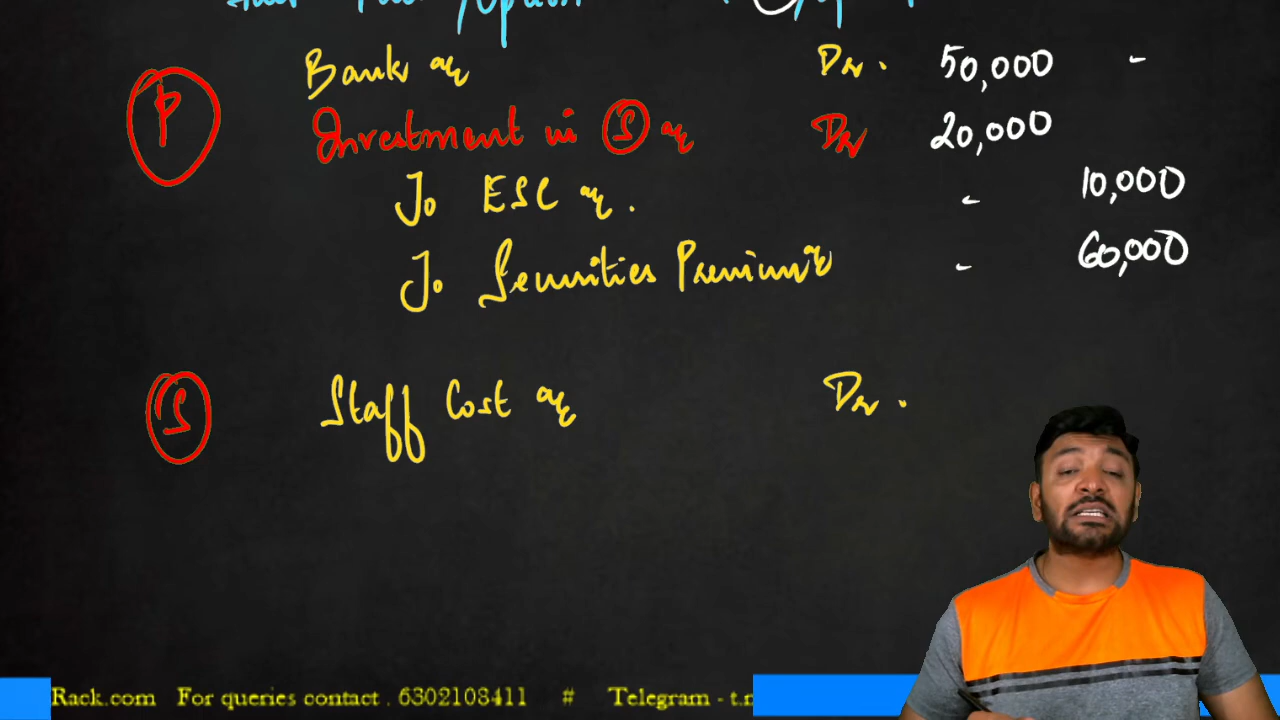 P Bank a/c Dr. 50,000 -
Investment in S a/c Dr 20,000
To ESC a/c. - 10,000
To Securities Premium a/c - 60,000
S Staff Cost a/c Dr.
Rack.com For queries contact . 6302108411 # Telegram - t.